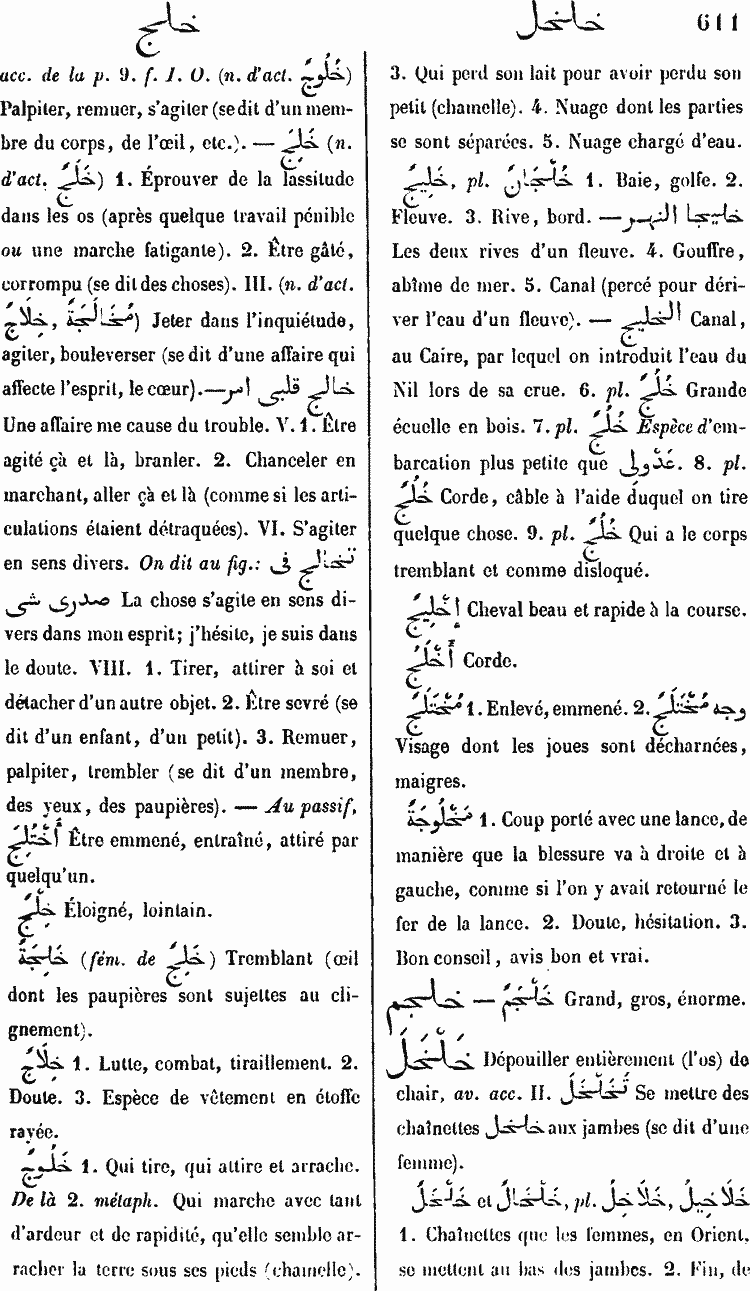 خلج
خلخل
611
acc. de la p. 9. f. I. O. (n. d'act. خُلُوجٌ)
Palpiter, remuer, s'agiter (se dit d'un mem-
bre du corps, de l'œil, etc.). — خَلِجَ (n.
d'act. خَلَجٌ) 1. Éprouver de la lassitude
dans les os (après quelque travail pénible
ou une marche fatigante). 2. Être gâté,
corrompu (se dit des choses). III. (n. d'act.
مُخَالَجَةٌ, خِلَاجٌ) Jeter dans l'inquiétude,
agiter, bouleverser (se dit d'une affaire qui
affecte l'esprit, le cœur).— خالج قلبى امر
Une affaire me cause du trouble. V. 1. Être
agité çà et là, branler. 2. Chanceler en
marchant, aller çà et là (comme si les arti-
culations étaient détraquées). VI. S'agiter
en sens divers. On dit au fig.: تخالج فى
صدرى شى La chose s'agite en sens di-
vers dans mon esprit; j'hésite, je suis dans
le doute. VIII. 1. Tirer, attirer à soi et
détacher d'un autre objet. 2. Être sevré (se
dit d'un enfant, d'un petit). 3. Remuer,
palpiter, trembler (se dit d'un membre,
des yeux, des paupières). — Au passif,
أُخْتُلِجَ Être emmené, entraîné, attiré par
quelqu'un.
خَلِجٌ Éloigné, lointain.
خَلِجَةٌ (fém. de خَلِجٌ) Tremblant (œil
dont les paupières sont sujettes au cli-
gnement).
خِلَاجٌ 1. Lutte, combat, tiraillement. 2.
Doute. 3. Espèce de vêtement en étoffe
rayée.
خَلُوجٌ 1. Qui tire, qui attire et arrache.
De là 2. métaph. Qui marche avec tant
d'ardeur et de rapidité, qu'elle semble ar-
racher la terre sous ses pieds (chamelle).
3. Qui perd son lait pour avoir perdu son
petit (chamelle). 4. Nuage dont les parties
se sont séparées. 5. Nuage chargé d'eau.
خَلِيجٌ, pl. خُلْجَانٌ 1. Baie, golfe. 2.
Fleuve. 3. Rive, bord. — خليجا النهر
Les deux rives d'un fleuve. 4. Gouffre,
abîme de mer. 5. Canal (percé pour déri-
ver l'eau d'un fleuve). — الخليج Canal,
au Caire, par lequel on introduit l'eau du
Nil lors de sa crue. 6. pl. خُلُجٌ Grande
écuelle en bois. 7. pl. خُلُجٌ Espèce d'em-
barcation plus petite que عَدَوْلى. 8. pl.
خُلُجٌ Corde, câble à l'aide duquel on tire
quelque chose. 9. pl. خُلُجٌ Qui a le corps
tremblant et comme disloqué.
إِخْلِيجٌ Cheval beau et rapide à la course.
أَخْلَجُ Corde.
مُخْتَلَجٌ 1. Enlevé, emmené. 2. وجه مُخْتَلَجٌ
Visage dont les joues sont décharnées,
maigres.
مَخْلُوجَةٌ 1. Coup porté avec une lance, de
manière que la blessure va à droite et à
gauche, comme si l'on y avait retourné le
fer de la lance. 2. Doute, hésitation. 3.
Bon conseil, avis bon et vrai.
خلجم — خَلْجَمٌ Grand, gros, énorme.
خَلْخَلَ Dépouiller entièrement (l'os) de
chair, av. acc. II. تَخَلْخَلَ Se mettre des
chaînettes خلخل aux jambes (se dit d'une
femme).
خَلْخَلٌ et خَلْخَالٌ, pl. خَلَاخِلُ, خَلَاخِيلُ
1. Chaînettes que les femmes, en Orient,
se mettent au bas des jambes. 2. Fin, de